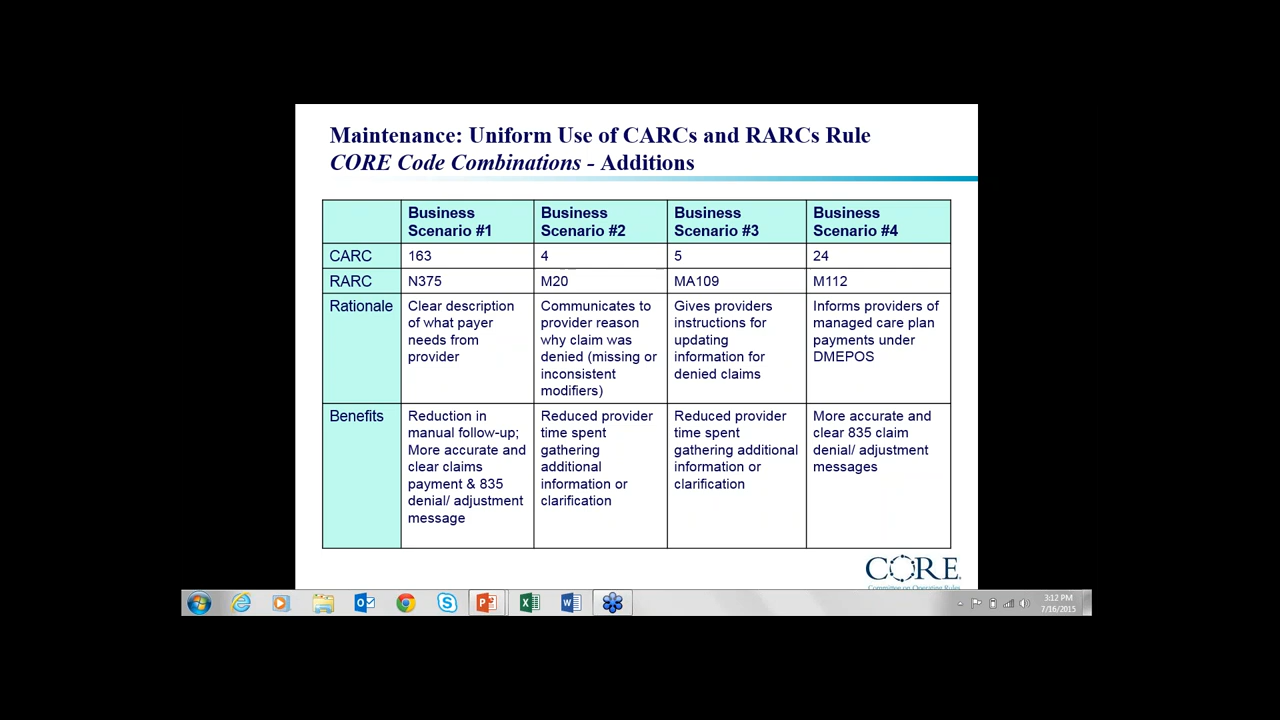 Maintenance: Uniform Use of CARCs and RARCs Rule
CORE Code Combinations - Additions
Business Scenario #1 Business Scenario #2 Business Scenario #3 Business Scenario #4
CARC 163 4 5 24
RARC N375 M20 MA109 M112
Rationale
Clear description
of what payer
needs from
provider
Communicates to
provider reason
why claim was
denied (missing or
inconsistent
modifiers)
Gives providers
instructions for
updating
information for
denied claims
Informs providers of
managed care plan
payments under
DMEPOS
Benefits
Reduction in
manual follow-up;
More accurate and
clear claims
payment & 835
denial/ adjustment
message
Reduced provider
time spent
gathering
additional
information or
clarification
Reduced provider
time spent
gathering additional
information or
clarification
More accurate and
clear 835 claim
denial/ adjustment
messages
CORE
Committee on Operating Rules
3:12 PM
7/16/2015